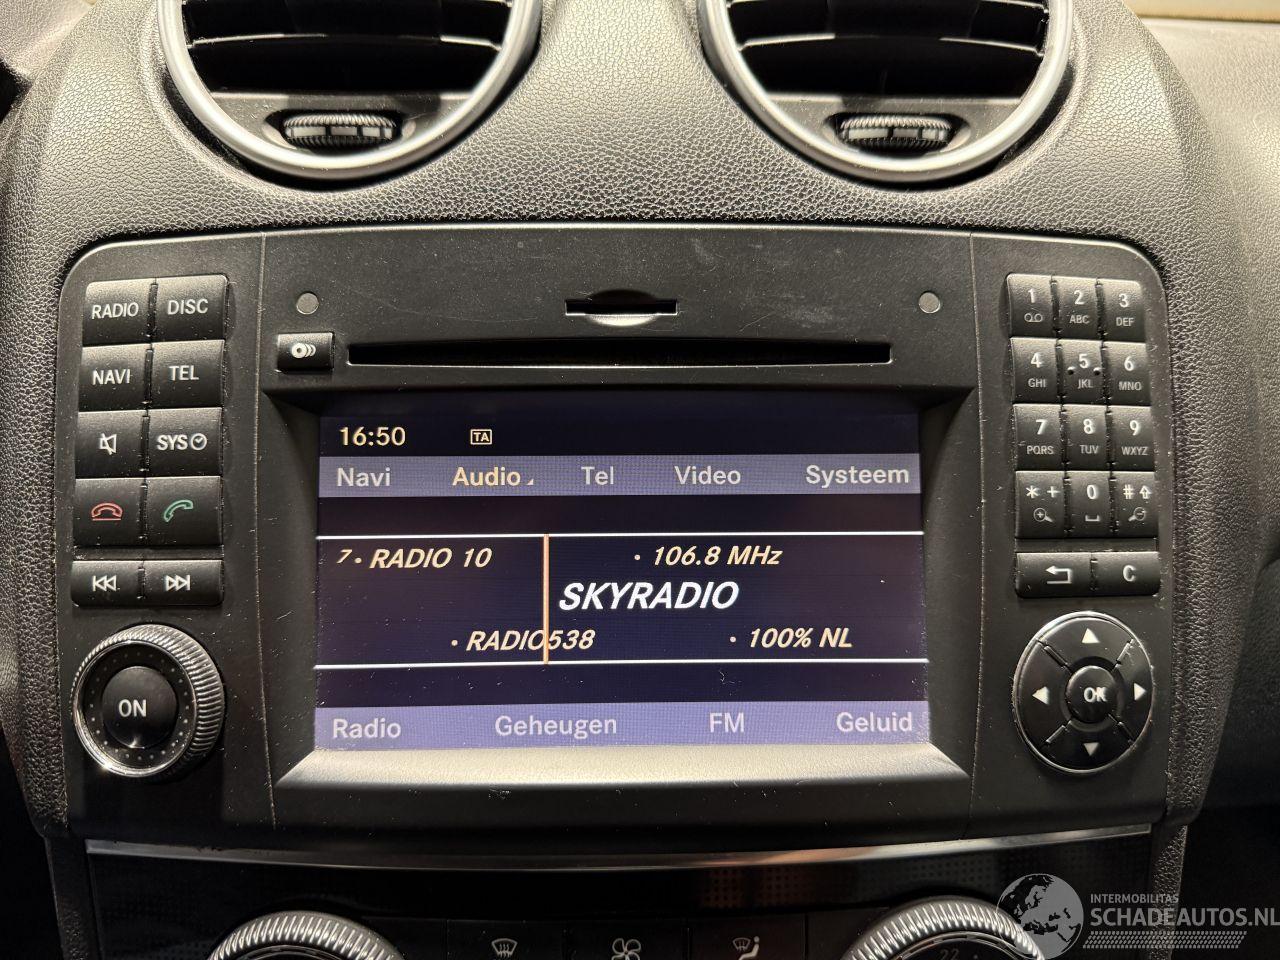 RADIO DISC
NAVI TEL
SYS
16:50 TA
Navi Audio Tel Video Systeem
7 • RADIO 10 • 106.8 MHz
SKYRADIO
• RADIO538 • 100% NL
Radio Geheugen FM Geluid
ON
1 2 3
ABC DEF
4 5 6
GHI JKL MNO
7 8 9
PQRS TUV WXYZ
* + 0 #
C
OK
22
INTERMOBILITAS
SCHADEAUTOS.NL